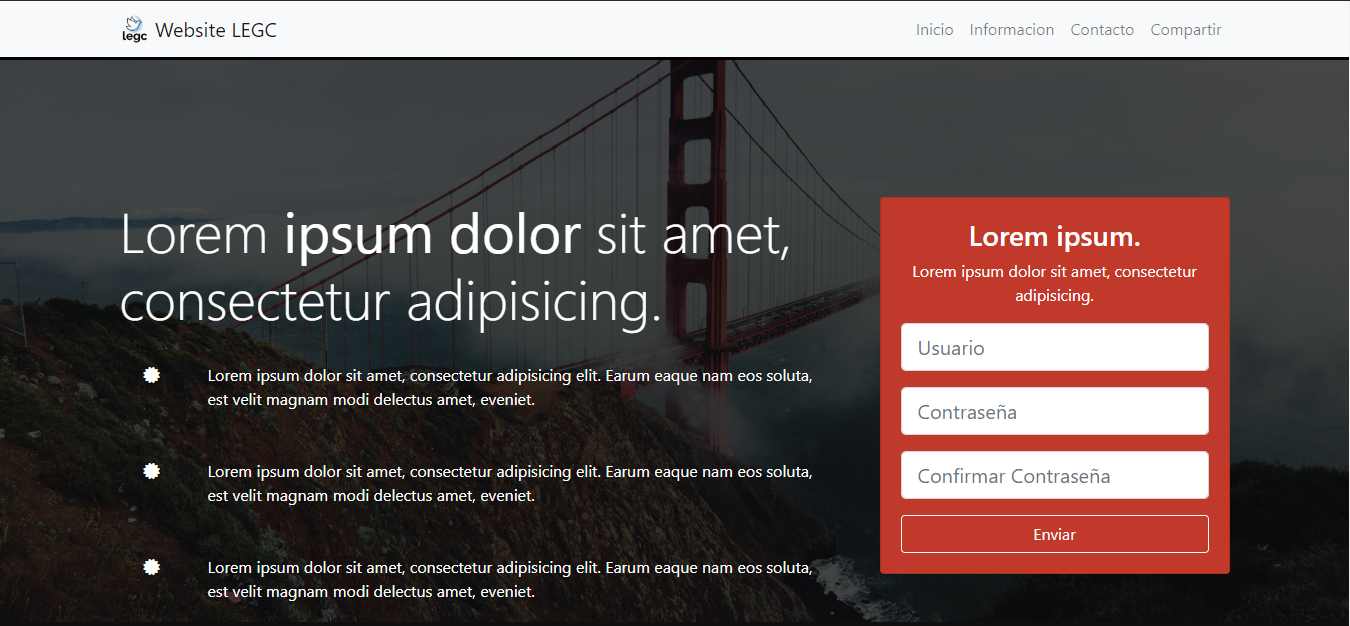 legc Website LEGC
Inicio Informacion Contacto Compartir
Lorem ipsum dolor sit amet,
consectetur adipisicing.
Lorem ipsum dolor sit amet, consectetur adipisicing elit. Earum eaque nam eos soluta,
est velit magnam modi delectus amet, eveniet.
Lorem ipsum dolor sit amet, consectetur adipisicing elit. Earum eaque nam eos soluta,
est velit magnam modi delectus amet, eveniet.
Lorem ipsum dolor sit amet, consectetur adipisicing elit. Earum eaque nam eos soluta,
est velit magnam modi delectus amet, eveniet.
Lorem ipsum.
Lorem ipsum dolor sit amet, consectetur
adipisicing.
Usuario
Contraseña
Confirmar Contraseña
Enviar